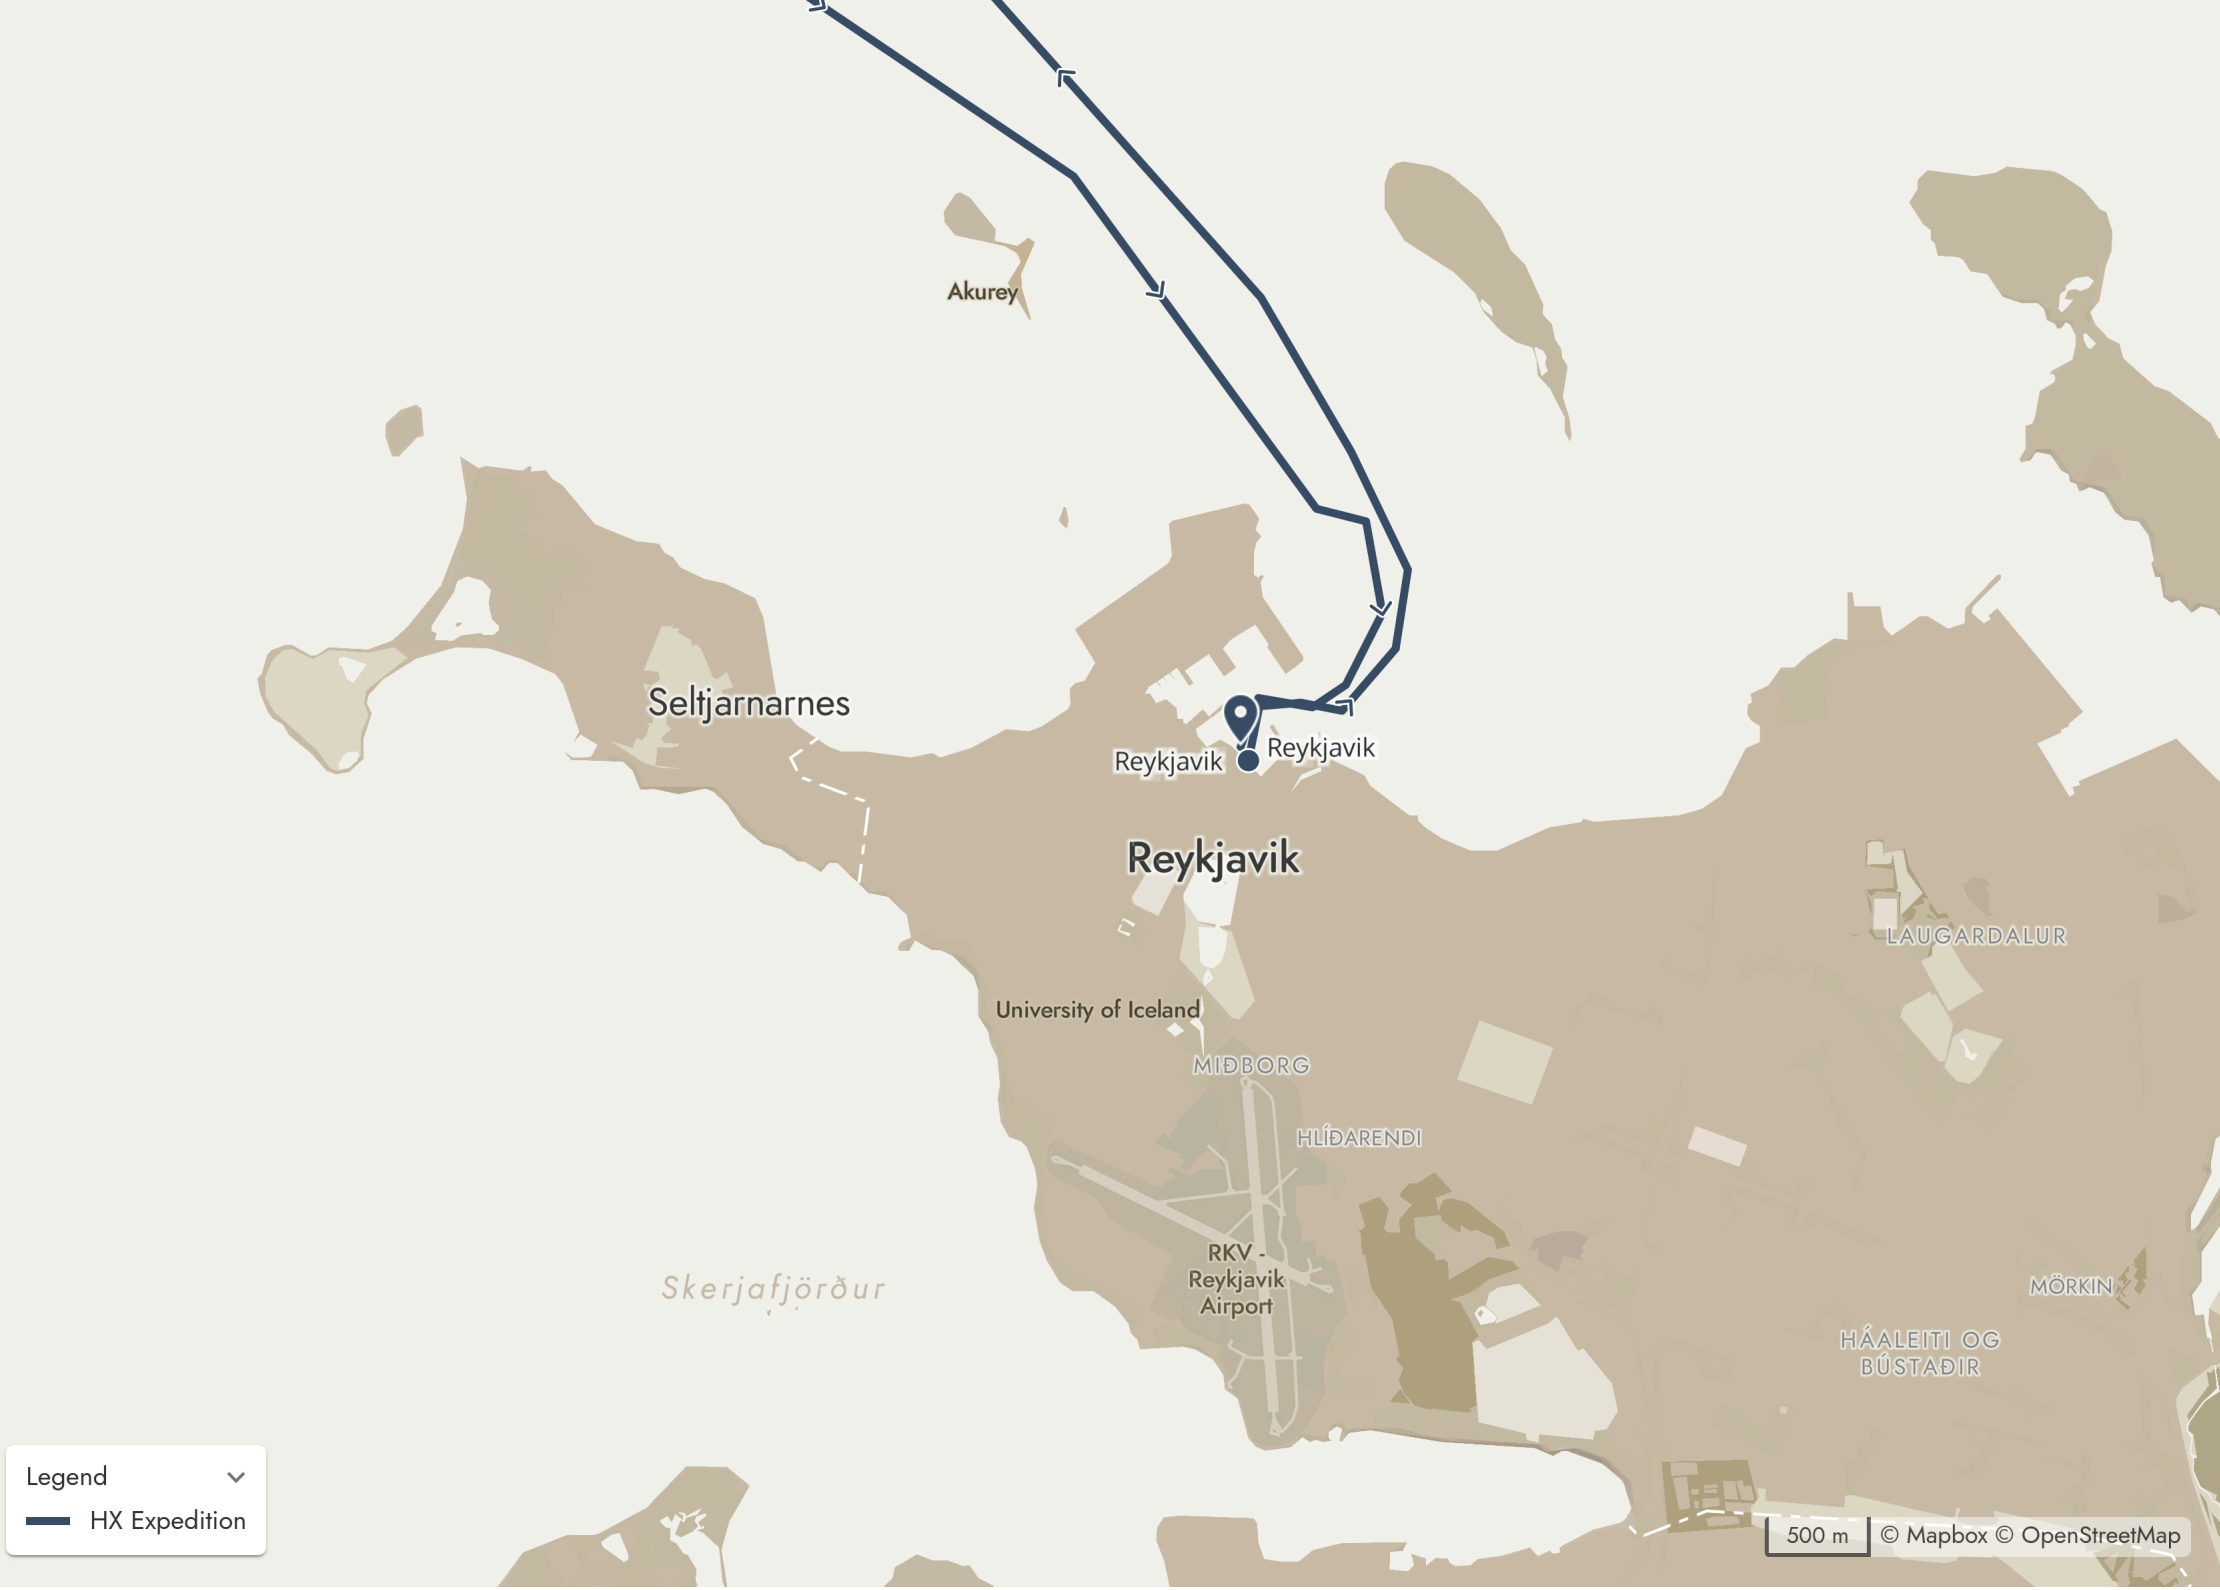 Akurey
Seltjarnarnes
Reykjavik
Reykjavik
Reykjavik
LAUGARDALUR
University of Iceland
MIÐBORG
HLÍÐARENDI
RKV -
Reykjavik
Airport
Skerjafjörður
MÖRKIN
HÁALEITI OG
BÚSTAÐIR
Legend
HX Expedition
500 m
© Mapbox © OpenStreetMap